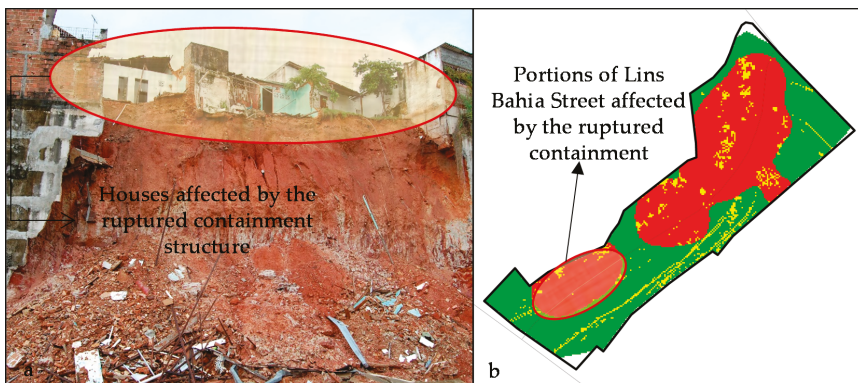 Houses affected by the
ruptured containment
structure
a
Portions of Lins
Bahia Street affected
by the ruptured
containment
b